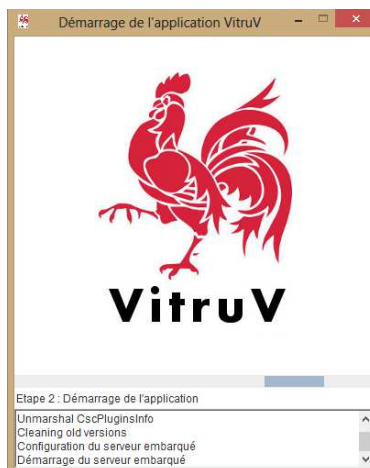 Démarrage de l'application VitruV
VitruV
Etape 2 : Démarrage de l'application
Unmarshal CscPluginsInfo
Cleaning old versions
Configuration du serveur embarqué
Démarrage du serveur embarqué